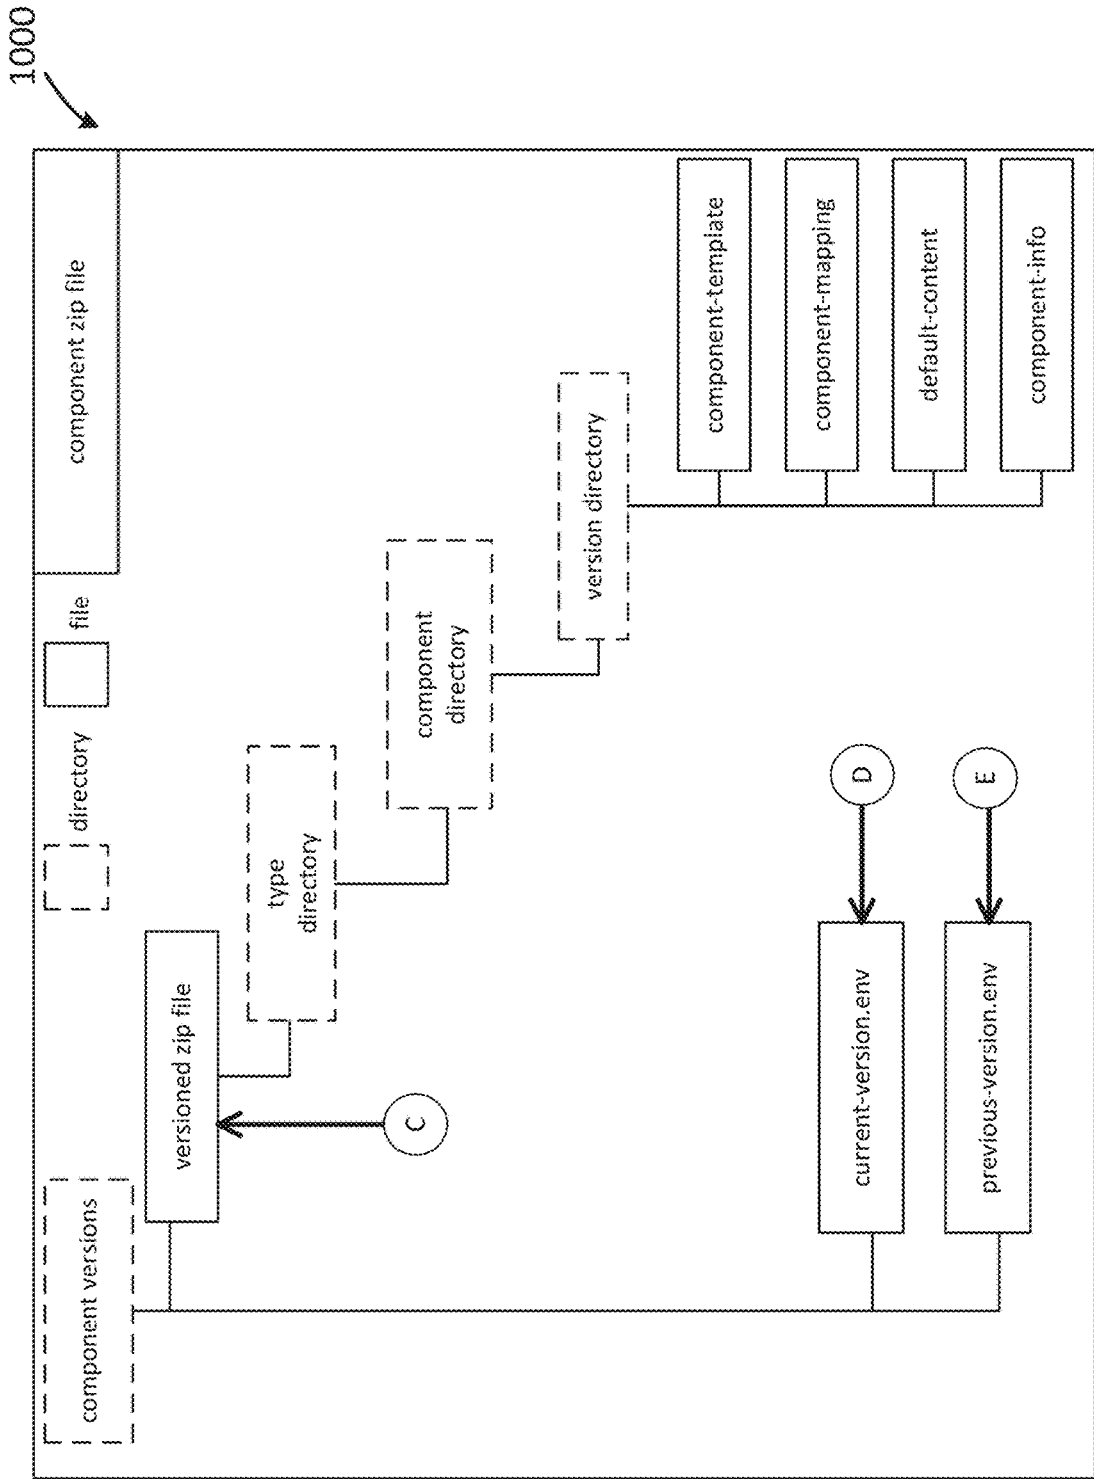 1000
directory
file
component zip file
component versions
versioned zip file
type
directory
component
directory
version directory
component-template
component-mapping
default-content
component-info
C
current-version.env
D
previous-version.env
E